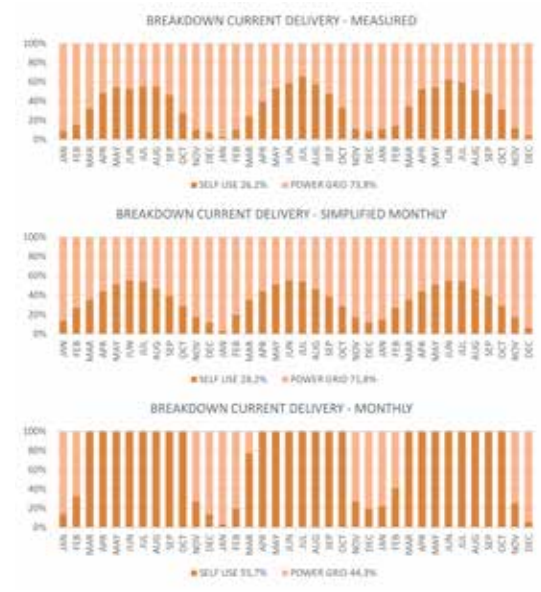 BREAKDOWN CURRENT DELIVERY - MEASURED
100%
80%
60%
40%
20%
0%
JAN FEB MAR APR MAY JUN JUL AUG SEP OCT NOV DEC JAN FEB MAR APR MAY JUN JUL AUG SEP OCT NOV DEC JAN FEB MAR APR MAY JUN JUL AUG SEP OCT NOV DEC
SELF USE 26,2% POWER GRID 73,8%
BREAKDOWN CURRENT DELIVERY - SIMPLIFIED MONTHLY
100%
80%
60%
40%
20%
0%
JAN FEB MAR APR MAY JUN JUL AUG SEP OCT NOV DEC JAN FEB MAR APR MAY JUN JUL AUG SEP OCT NOV DEC JAN FEB MAR APR MAY JUN JUL AUG SEP OCT NOV DEC
SELF USE 28,2% POWER GRID 71,8%
BREAKDOWN CURRENT DELIVERY - MONTHLY
100%
80%
60%
40%
20%
0%
JAN FEB MAR APR MAY JUN JUL AUG SEP OCT NOV DEC JAN FEB MAR APR MAY JUN JUL AUG SEP OCT NOV DEC JAN FEB MAR APR MAY JUN JUL AUG SEP OCT NOV DEC
SELF USE 55,7% POWER GRID 44,3%